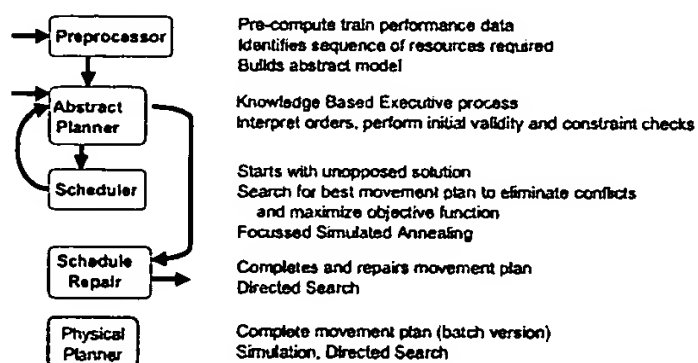 Preprocessor
Pre-compute train performance data
Identifies sequence of resources required
Builds abstract model
Abstract
Planner
Knowledge Based Executive process
Interpret orders, perform initial validity and constraint checks
Scheduler
Starts with unopposed solution
Search for best movement plan to eliminate conflicts
and maximize objective function
Focussed Simulated Annealing
Schedule
Repair
Completes and repairs movement plan
Directed Search
Physical
Planner
Complete movement plan (batch version)
Simulation, Directed Search